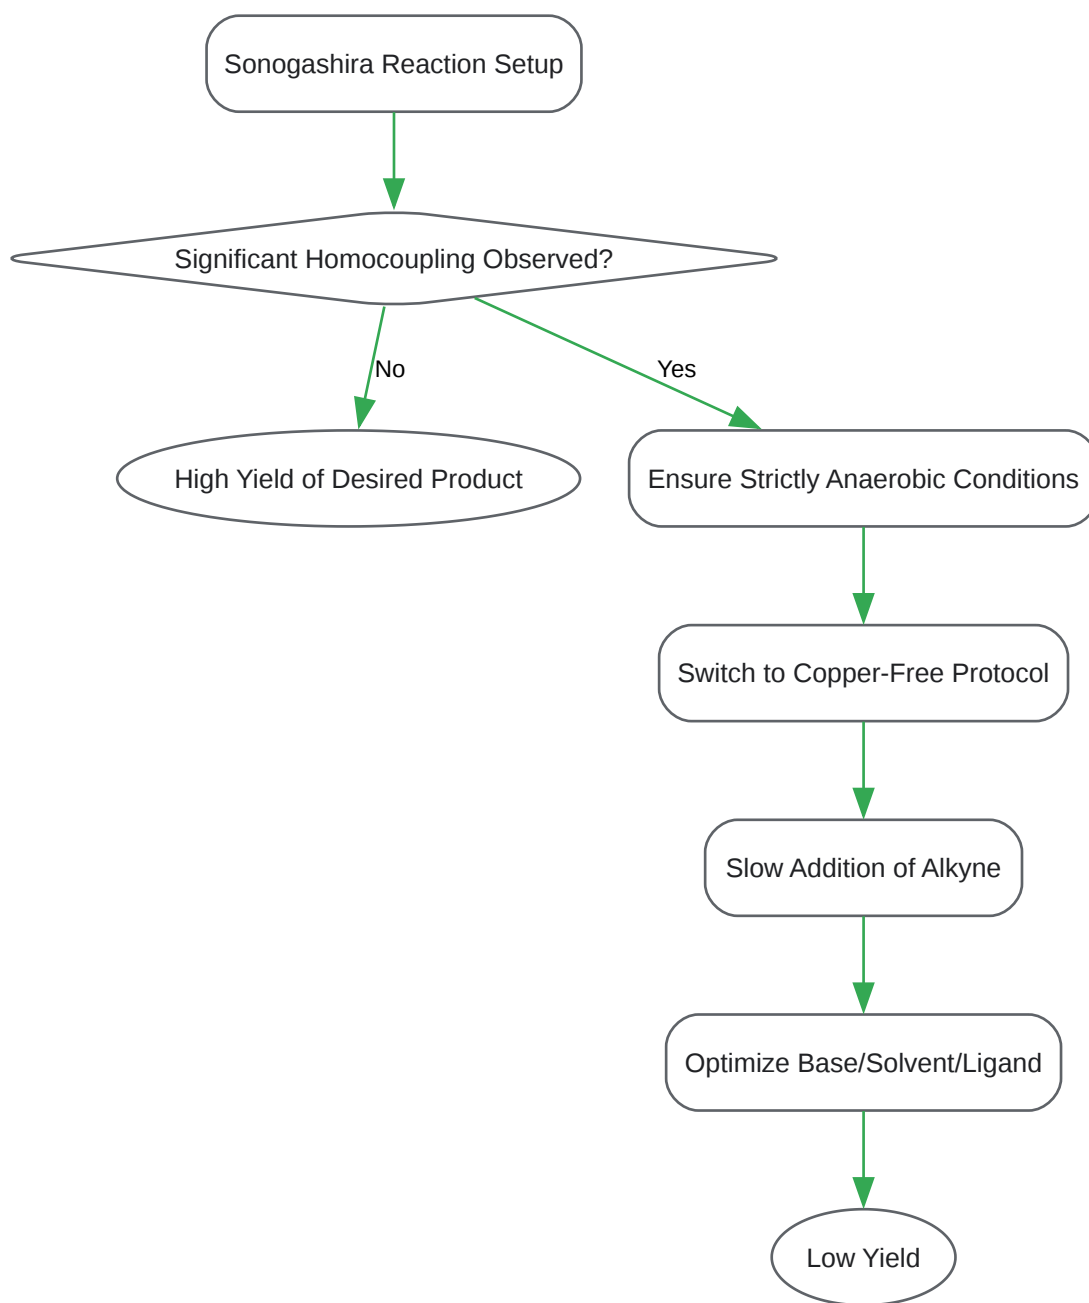 Sonogashira Reaction Setup
Significant Homocoupling Observed?
No
Yes
High Yield of Desired Product
Ensure Strictly Anaerobic Conditions
Switch to Copper-Free Protocol
Slow Addition of Alkyne
Optimize Base/Solvent/Ligand
Low Yield